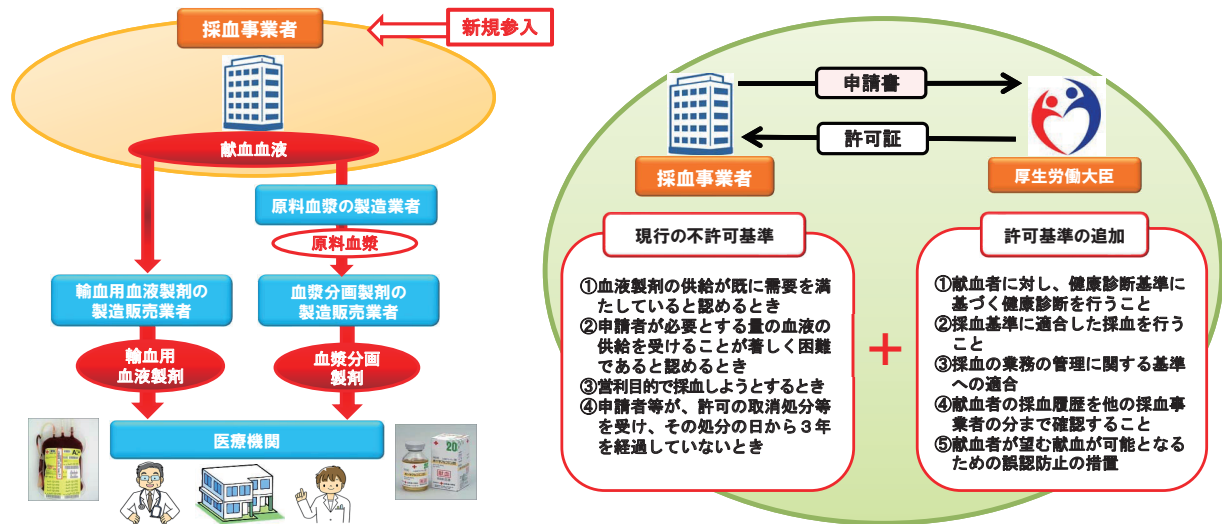 採血事業者
新規参入
献血血液
原料血漿の製造業者
原料血漿
輸血用血液製剤の
製造販売業者
血漿分画製剤の
製造販売業者
輸血用
血液製剤
血漿分画
製剤
医療機関
20
申請書
許可証
採血事業者
厚生労働大臣
現行の不許可基準
①血液製剤の供給が既に需要を満
たしていると認めるとき
②申請者が必要とする量の血液の
供給を受けることが著しく困難
であると認めるとき
③営利目的で採血しようとするとき
④申請者等が、許可の取消処分等
を受け、その処分の日から3年
を経過していないとき
+
許可基準の追加
①献血者に対し、健康診断基準に
基づく健康診断を行うこと
②採血基準に適合した採血を行う
こと
③採血の業務の管理に関する基準
への適合
④献血者の採血履歴を他の採血事
業者の分まで確認すること
⑤献血者が望む献血が可能となる
ための誤認防止の措置